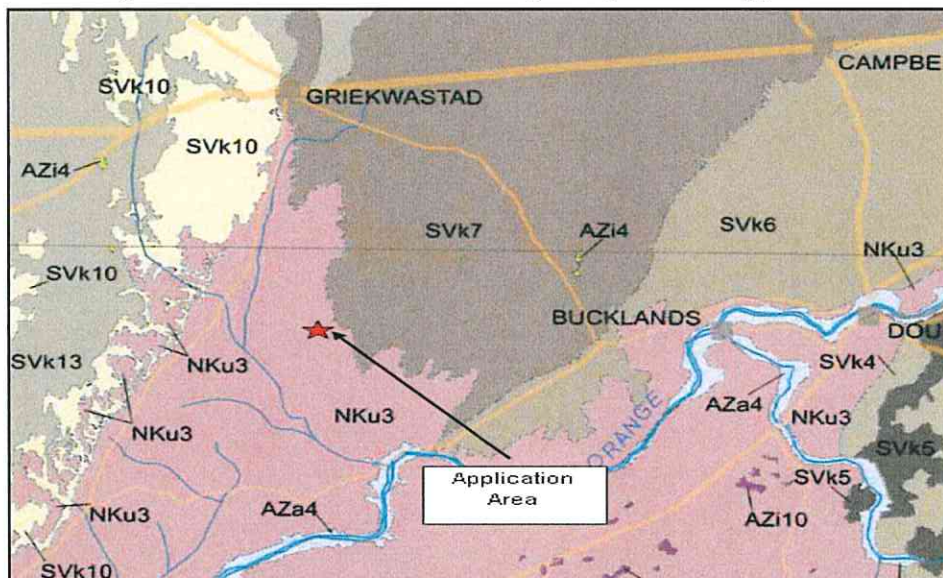 SVk10
CAMPBE
GRIEKWASTAD
SVk10
AZi4
SVk7
AZi4
SVk6
NKu3
SVk10
BUCKLANDS
DOU
SVk13
NKu3
SVk4
NKu3
AZa4
NKu3
NKu3
ORANGE
SVk5
Application
Area
SVk5
NKu3
AZa4
AZi10
SVk10